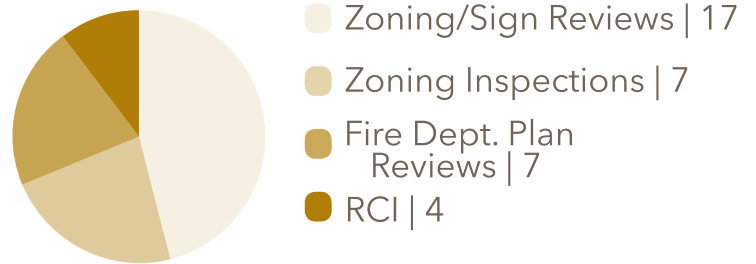 Zoning/Sign Reviews | 17
Zoning Inspections | 7
Fire Dept. Plan
Reviews | 7
RCI | 4